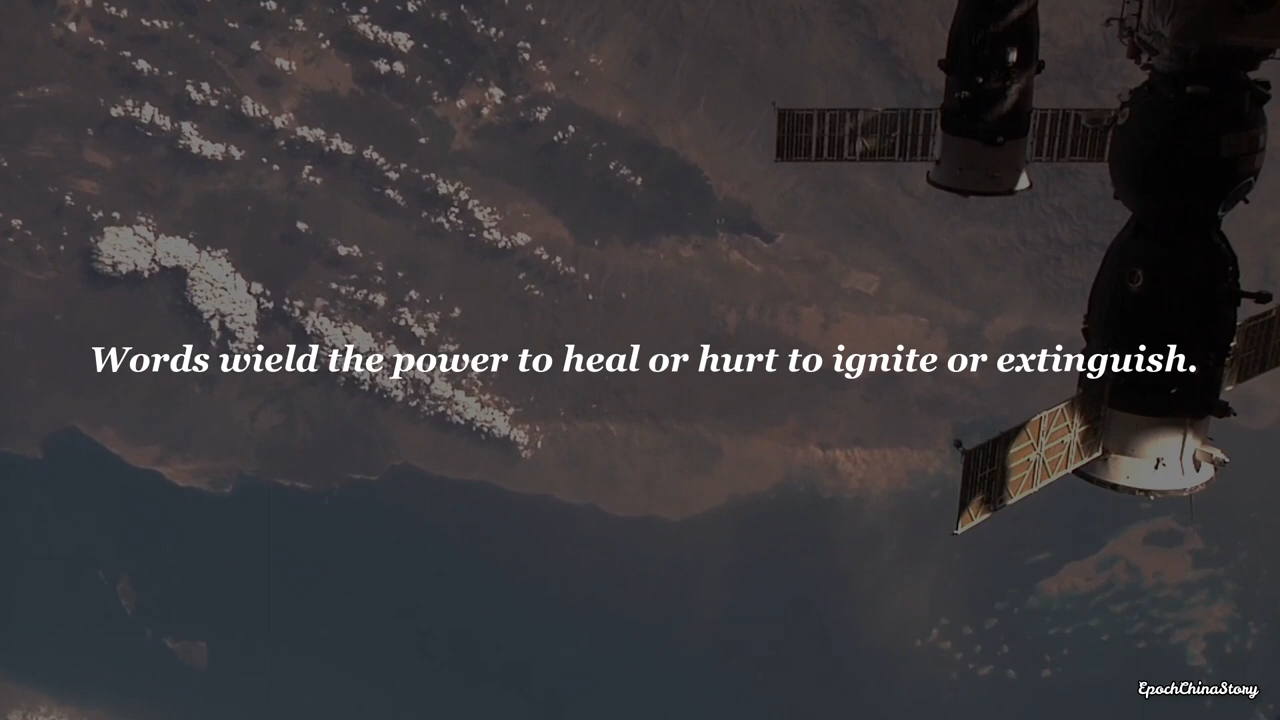 Words wield the power to heal or hurt to ignite or extinguish.
EpochChinaStory